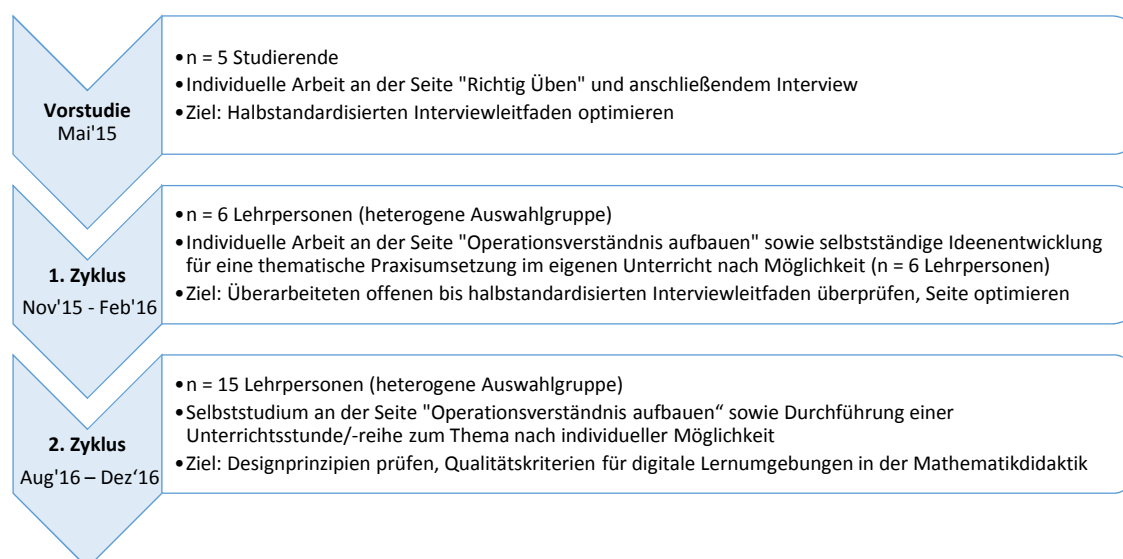 Vorstudie
Mai'15
•n = 5 Studierende
•Individuelle Arbeit an der Seite "Richtig Üben" und anschließendem Interview
•Ziel: Halbstandardisierten Interviewleitfaden optimieren
1. Zyklus
Nov'15 - Feb'16
•n = 6 Lehrpersonen (heterogene Auswahlgruppe)
•Individuelle Arbeit an der Seite "Operationsverständnis aufbauen" sowie selbstständige Ideenentwicklung
für eine thematische Praxisumsetzung im eigenen Unterricht nach Möglichkeit (n = 6 Lehrpersonen)
•Ziel: Überarbeiteten offenen bis halbstandardisierten Interviewleitfaden überprüfen, Seite optimieren
2. Zyklus
Aug'16 – Dez‘16
•n = 15 Lehrpersonen (heterogene Auswahlgruppe)
•Selbststudium an der Seite "Operationsverständnis aufbauen“ sowie Durchführung einer
Unterrichtsstunde/-reihe zum Thema nach individueller Möglichkeit
•Ziel: Designprinzipien prüfen, Qualitätskriterien für digitale Lernumgebungen in der Mathematikdidaktik